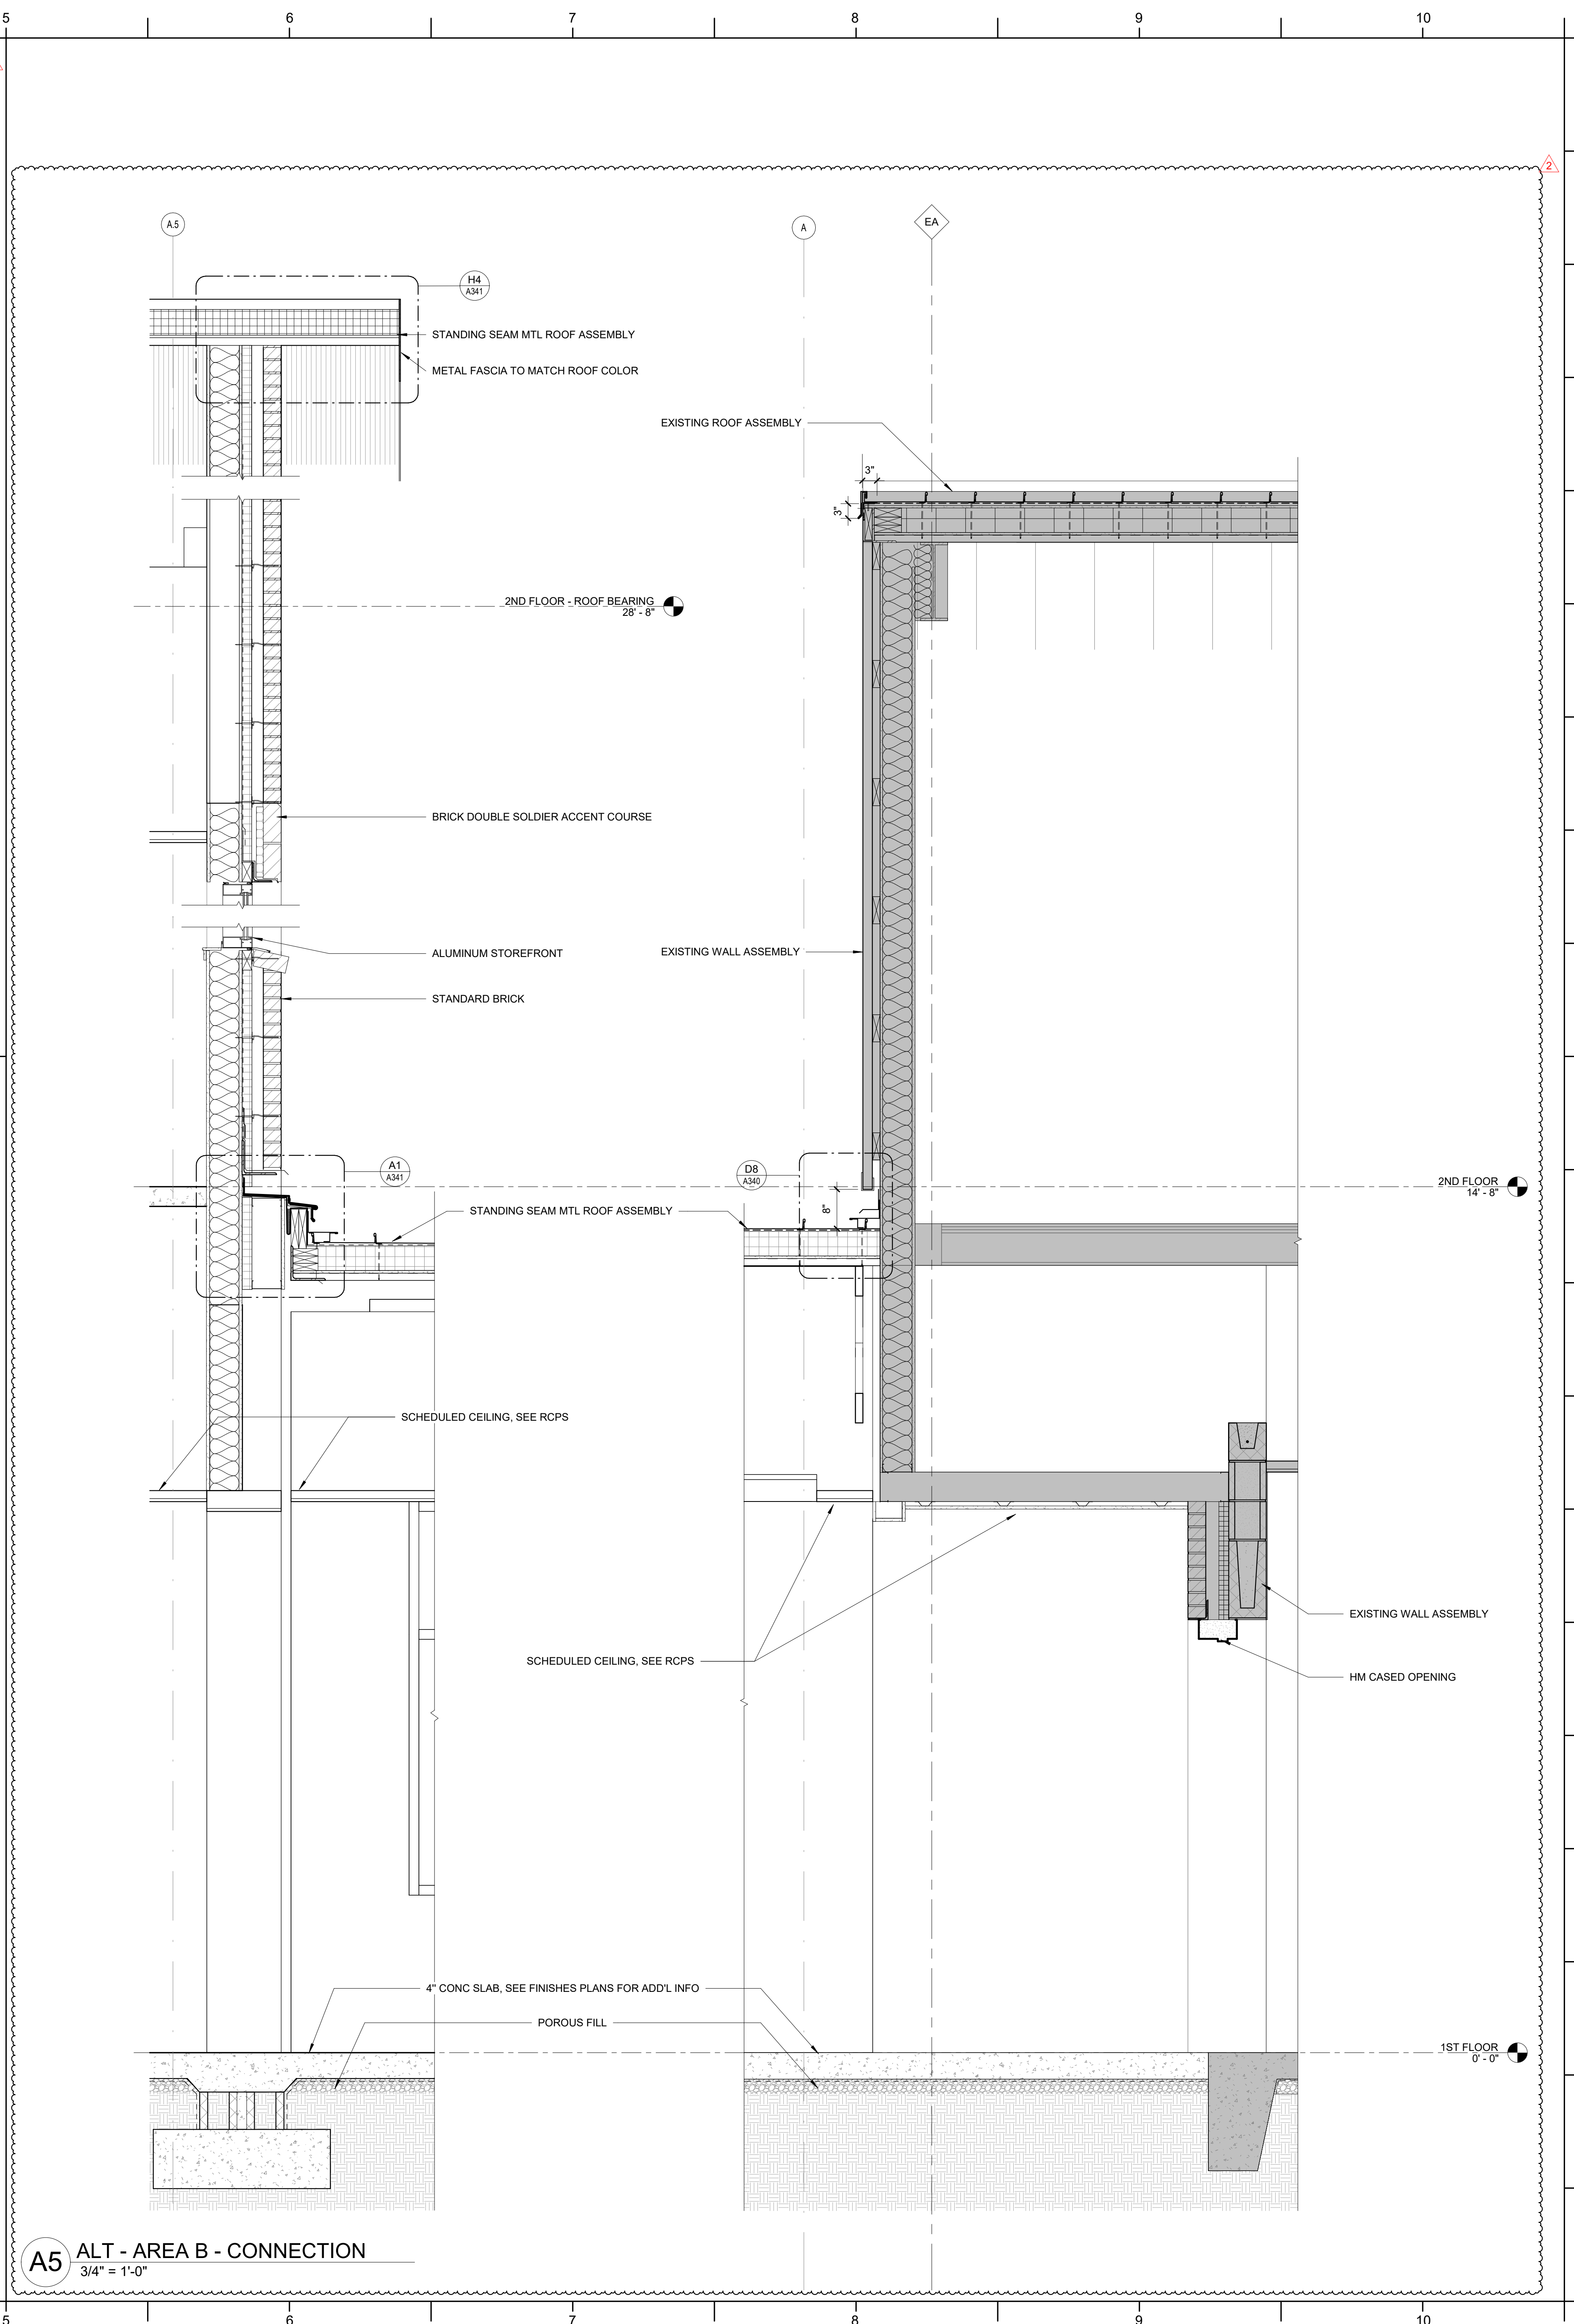 5
6
7
8
9
10
2
A.5
A
EA
H4
A341
STANDING SEAM MTL ROOF ASSEMBLY
METAL FASCIA TO MATCH ROOF COLOR
EXISTING ROOF ASSEMBLY
3"
3"
2ND FLOOR - ROOF BEARING
28' - 8"
BRICK DOUBLE SOLDIER ACCENT COURSE
ALUMINUM STOREFRONT
EXISTING WALL ASSEMBLY
STANDARD BRICK
A1
A341
D8
A340
2ND FLOOR
14' - 8"
8"
STANDING SEAM MTL ROOF ASSEMBLY
SCHEDULED CEILING, SEE RCPS
EXISTING WALL ASSEMBLY
SCHEDULED CEILING, SEE RCPS
HM CASED OPENING
4" CONC SLAB, SEE FINISHES PLANS FOR ADD'L INFO
POROUS FILL
1ST FLOOR
0' - 0"
A5
ALT - AREA B - CONNECTION
3/4" = 1'-0"
5
6
7
8
9
10